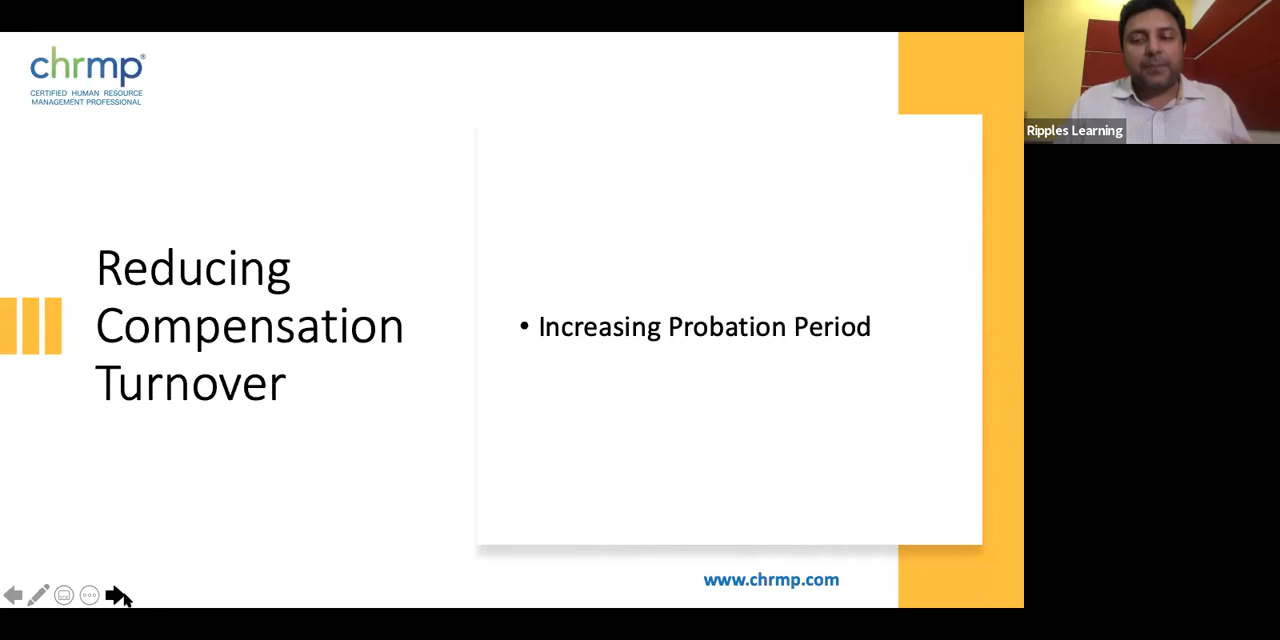 chrmp®
CERTIFIED HUMAN RESOURCE
MANAGEMENT PROFESSIONAL
Reducing
Compensation
Turnover
• Increasing Probation Period
www.chrmp.com
Ripples Learning